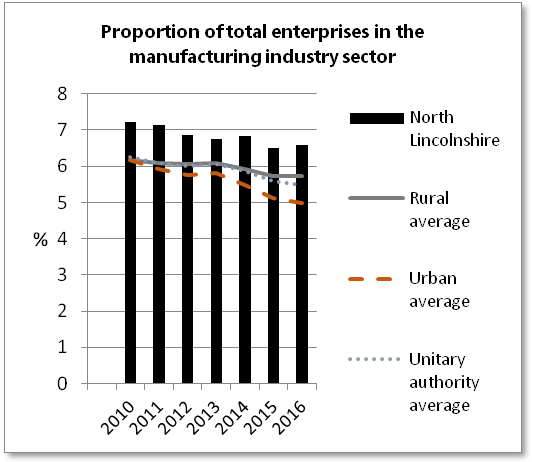 Proportion of total enterprises in the
manufacturing industry sector
8
7
6
5
4
3
2
1
0
%
2010
2011
2012
2013
2014
2015
2016
North
Lincolnshire
Rural
average
Urban
average
Unitary
authority
average